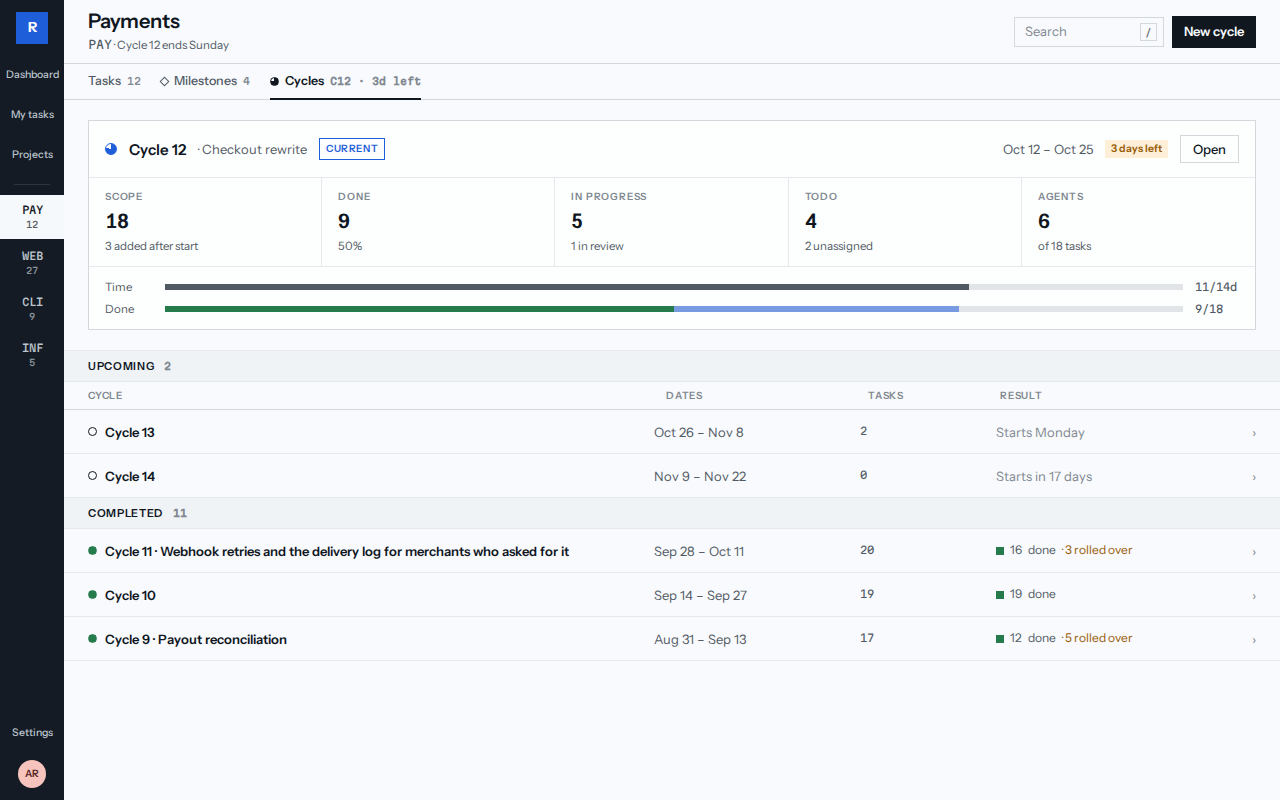 R
Dashboard
My tasks
Projects
PAY
12
WEB
27
CLI
9
INF
5
Settings
AR
Payments
PAY · Cycle 12 ends Sunday
Search /
New cycle
Tasks 12
Milestones 4
Cycles C12 · 3d left
Cycle 12 · Checkout rewrite CURRENT
Oct 12 – Oct 25 3 days left Open
SCOPE
18
3 added after start
DONE
9
50%
IN PROGRESS
5
1 in review
TODO
4
2 unassigned
AGENTS
6
of 18 tasks
Time 11/14d
Done 9/18
UPCOMING 2
CYCLE DATES TASKS RESULT
Cycle 13 Oct 26 – Nov 8 2 Starts Monday ›
Cycle 14 Nov 9 – Nov 22 0 Starts in 17 days ›
COMPLETED 11
Cycle 11 · Webhook retries and the delivery log for merchants who asked for it Sep 28 – Oct 11 20 16 done · 3 rolled over ›
Cycle 10 Sep 14 – Sep 27 19 19 done ›
Cycle 9 · Payout reconciliation Aug 31 – Sep 13 17 12 done · 5 rolled over ›